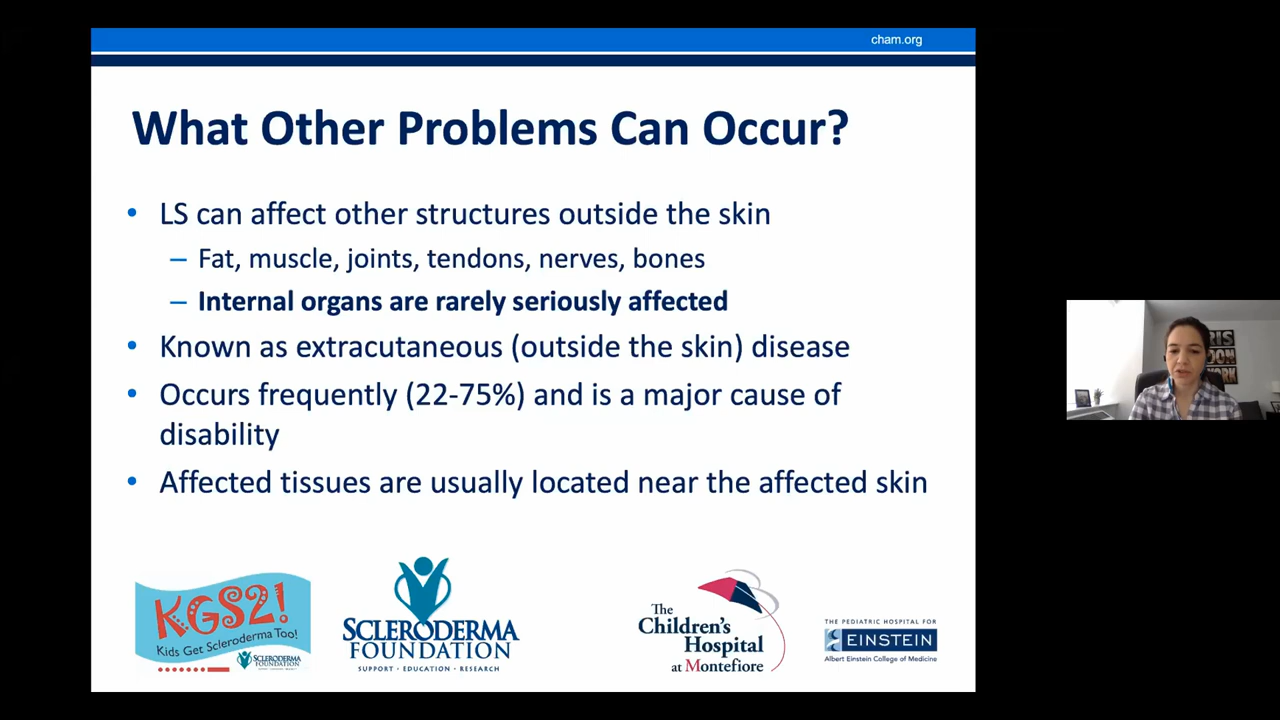 cham.org
What Other Problems Can Occur?
• LS can affect other structures outside the skin
– Fat, muscle, joints, tendons, nerves, bones
– Internal organs are rarely seriously affected
• Known as extracutaneous (outside the skin) disease
• Occurs frequently (22-75%) and is a major cause of
disability
• Affected tissues are usually located near the affected skin
KGS2!
Kids Get Scleroderma Too!
SCLERODERMA
FOUNDATION
SCLERODERMA
FOUNDATION
SUPPORT · EDUCATION · RESEARCH
The
Children's
Hospital
at Montefiore
THE PEDIATRIC HOSPITAL FOR
EINSTEIN
Albert Einstein College of Medicine